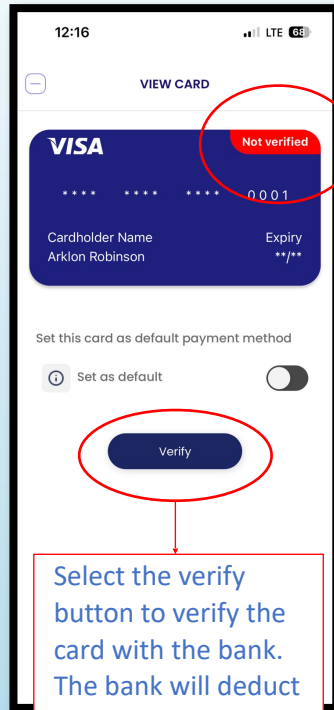 12:16 LTE 68
VIEW CARD
VISA Not verified
**** **** **** 0001
Cardholder Name Expiry
Arklon Robinson **/**
Set this card as default payment method
Set as default
Verify
Select the verify
button to verify the
card with the bank.
The bank will deduct